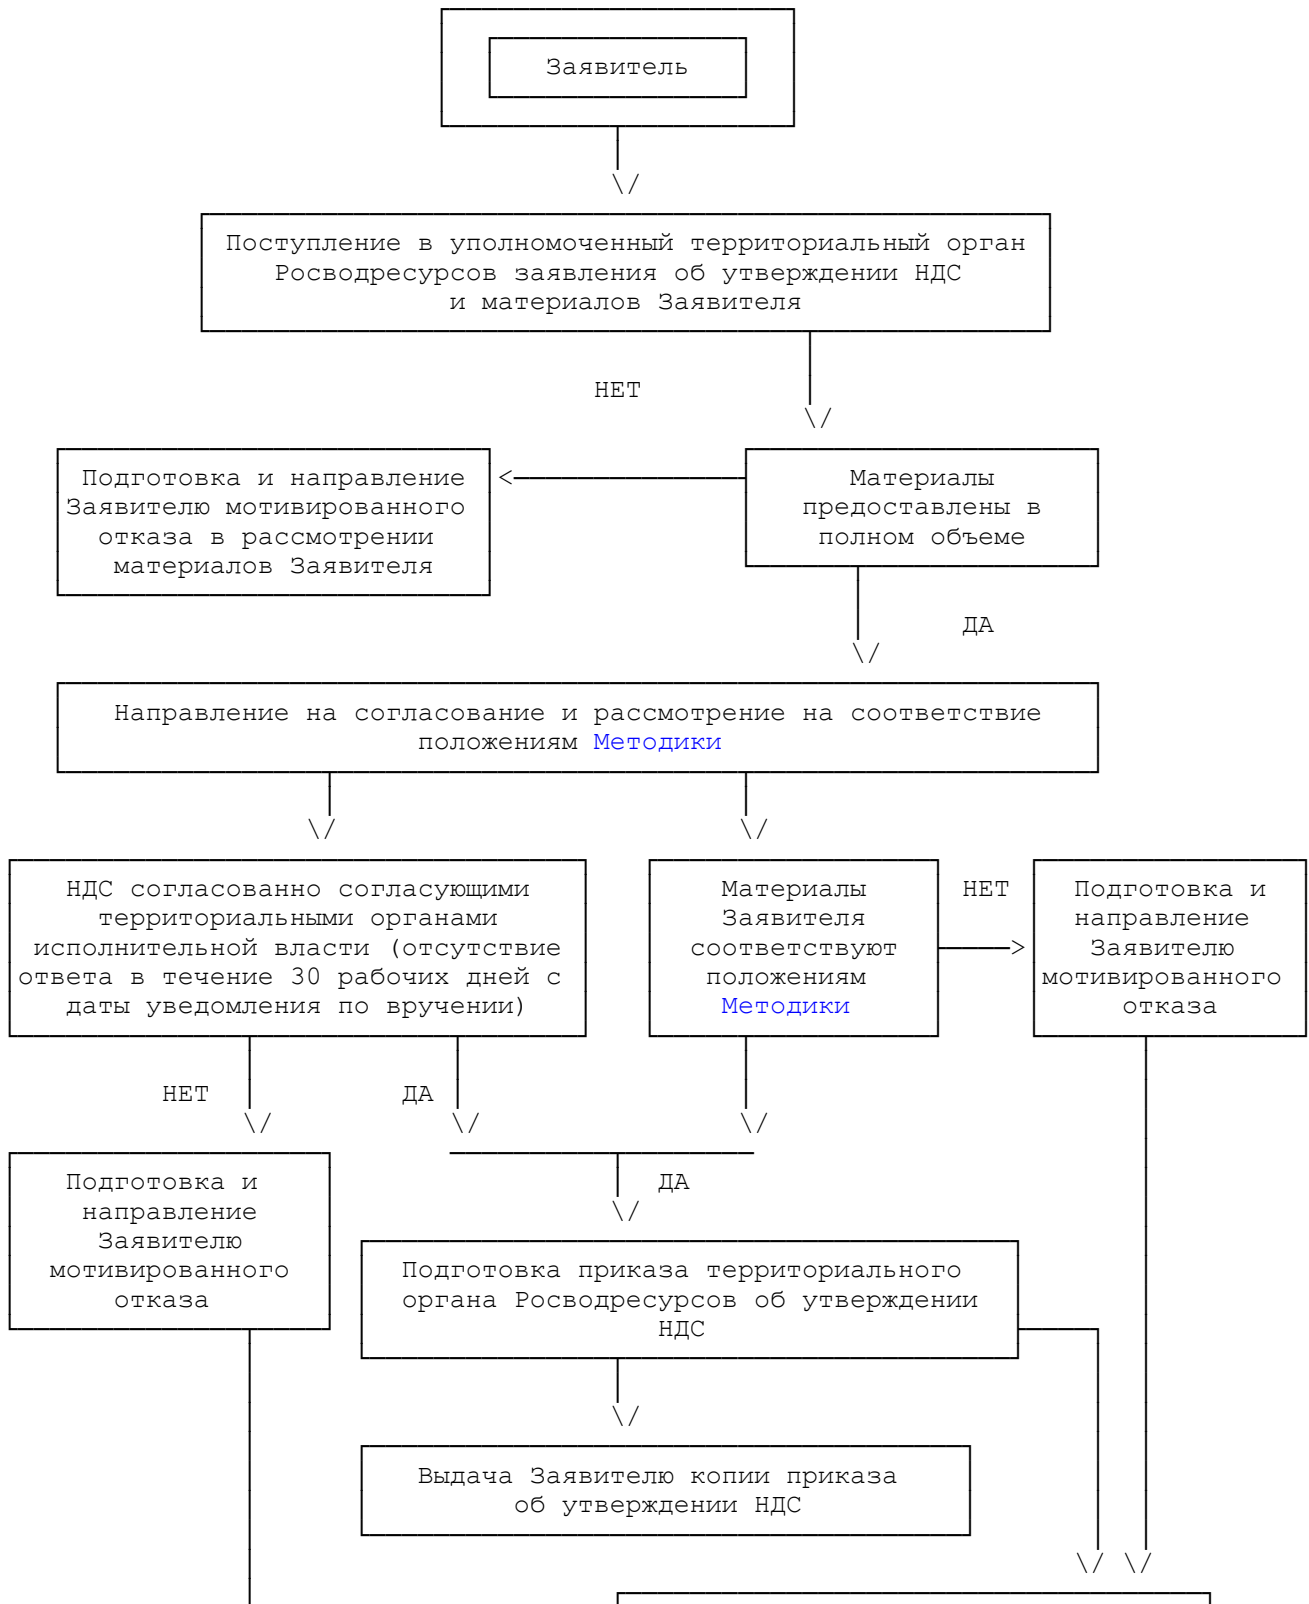 Заявитель
Поступление в уполномоченный территориальный орган
Росводресурсов заявления об утверждении НДС
и материалов Заявителя
НЕТ
Подготовка и направление
Заявителю мотивированного
отказа в рассмотрении
материалов Заявителя
Материалы
предоставлены в
полном объеме
ДА
Направление на согласование и рассмотрение на соответствие
положениям Методики
НДС согласованно согласующими
территориальными органами
исполнительной власти (отсутствие
ответа в течение 30 рабочих дней с
даты уведомления по вручении)
Материалы
Заявителя
соответствуют
положениям
Методики
НЕТ
Подготовка и
направление
Заявителю
мотивированного
отказа
НЕТ
ДА
Подготовка и
направление
Заявителю
мотивированного
отказа
ДА
Подготовка приказа территориального
органа Росводресурсов об утверждении
НДС
Выдача Заявителю копии приказа
об утверждении НДС